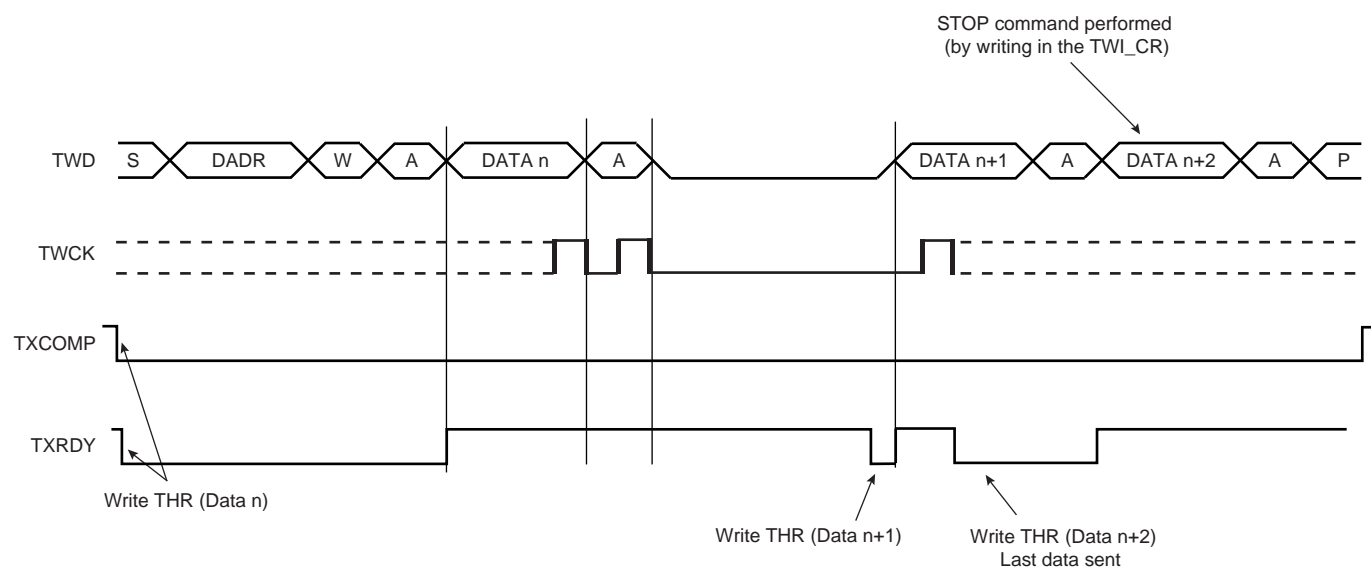 STOP command performed
(by writing in the TWI_CR)
TWD S DADR W A DATA n A DATA n+1 A DATA n+2 A P
TWCK
TXCOMP
TXRDY
Write THR (Data n)
Write THR (Data n+1)
Write THR (Data n+2)
Last data sent